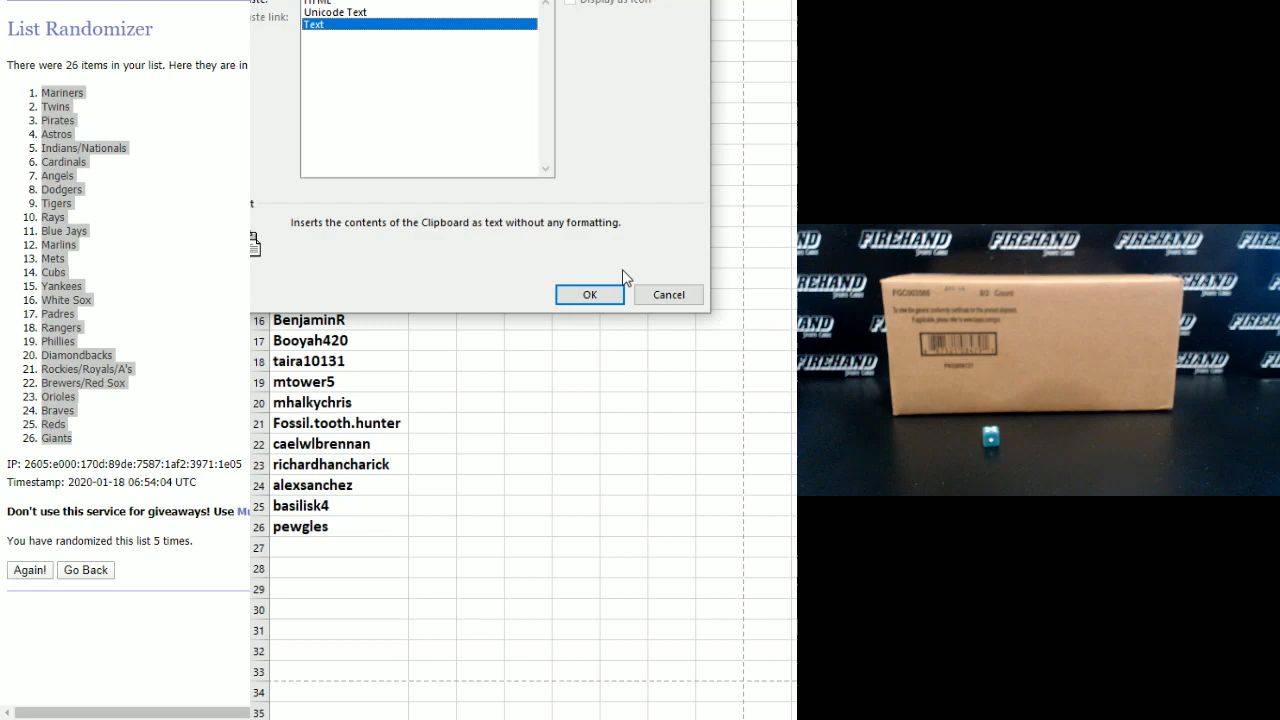 List Randomizer
There were 26 items in your list. Here they are in
1. Mariners
2. Twins
3. Pirates
4. Astros
5. Indians/Nationals
6. Cardinals
7. Angels
8. Dodgers
9. Tigers
10. Rays
11. Blue Jays
12. Marlins
13. Mets
14. Cubs
15. Yankees
16. White Sox
17. Padres
18. Rangers
19. Phillies
20. Diamondbacks
21. Rockies/Royals/A's
22. Brewers/Red Sox
23. Orioles
24. Braves
25. Reds
26. Giants
IP: 2605:e000:170d:89de:7587:1af2:3971:1e05
Timestamp: 2020-01-18 06:54:04 UTC
Don't use this service for giveaways! Use
You have randomized this list 5 times.
Again! Go Back
HTML
Unicode Text
Text
Display as icon
Inserts the contents of the Clipboard as text without any formatting.
OK Cancel
16 BenjaminR
17 Booyah420
18 taira10131
19 mtower5
20 mhalkychris
21 Fossil.tooth.hunter
22 caelwlbrennan
23 richardhancharick
24 alexsanchez
25 basilisk4
26 pewgles
27
28
29
30
31
32
33
34
35
FIREHAND FIREHAND FIREHAND
FIREHAND
FIREHAND